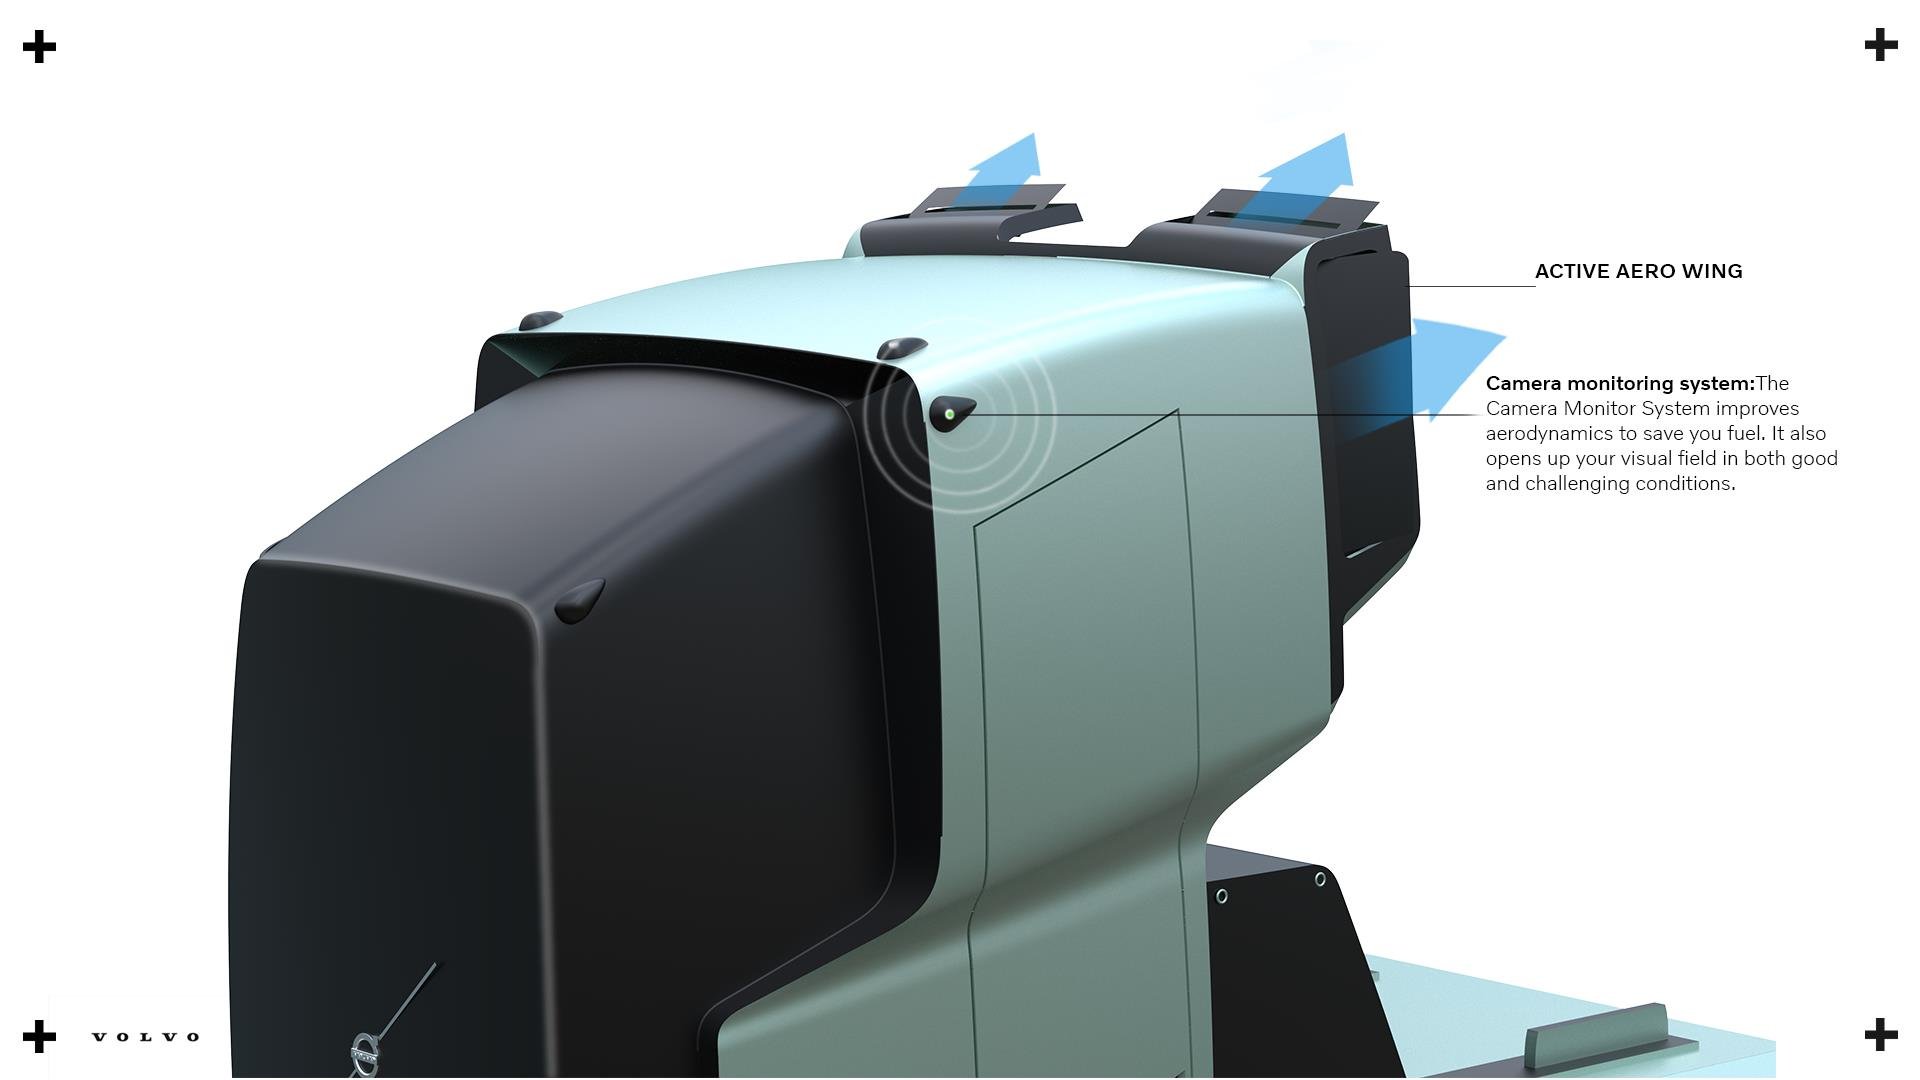 ACTIVE AERO WING
Camera monitoring system:The
Camera Monitor System improves
aerodynamics to save you fuel. It also
opens up your visual field in both good
and challenging conditions.
VOLVO